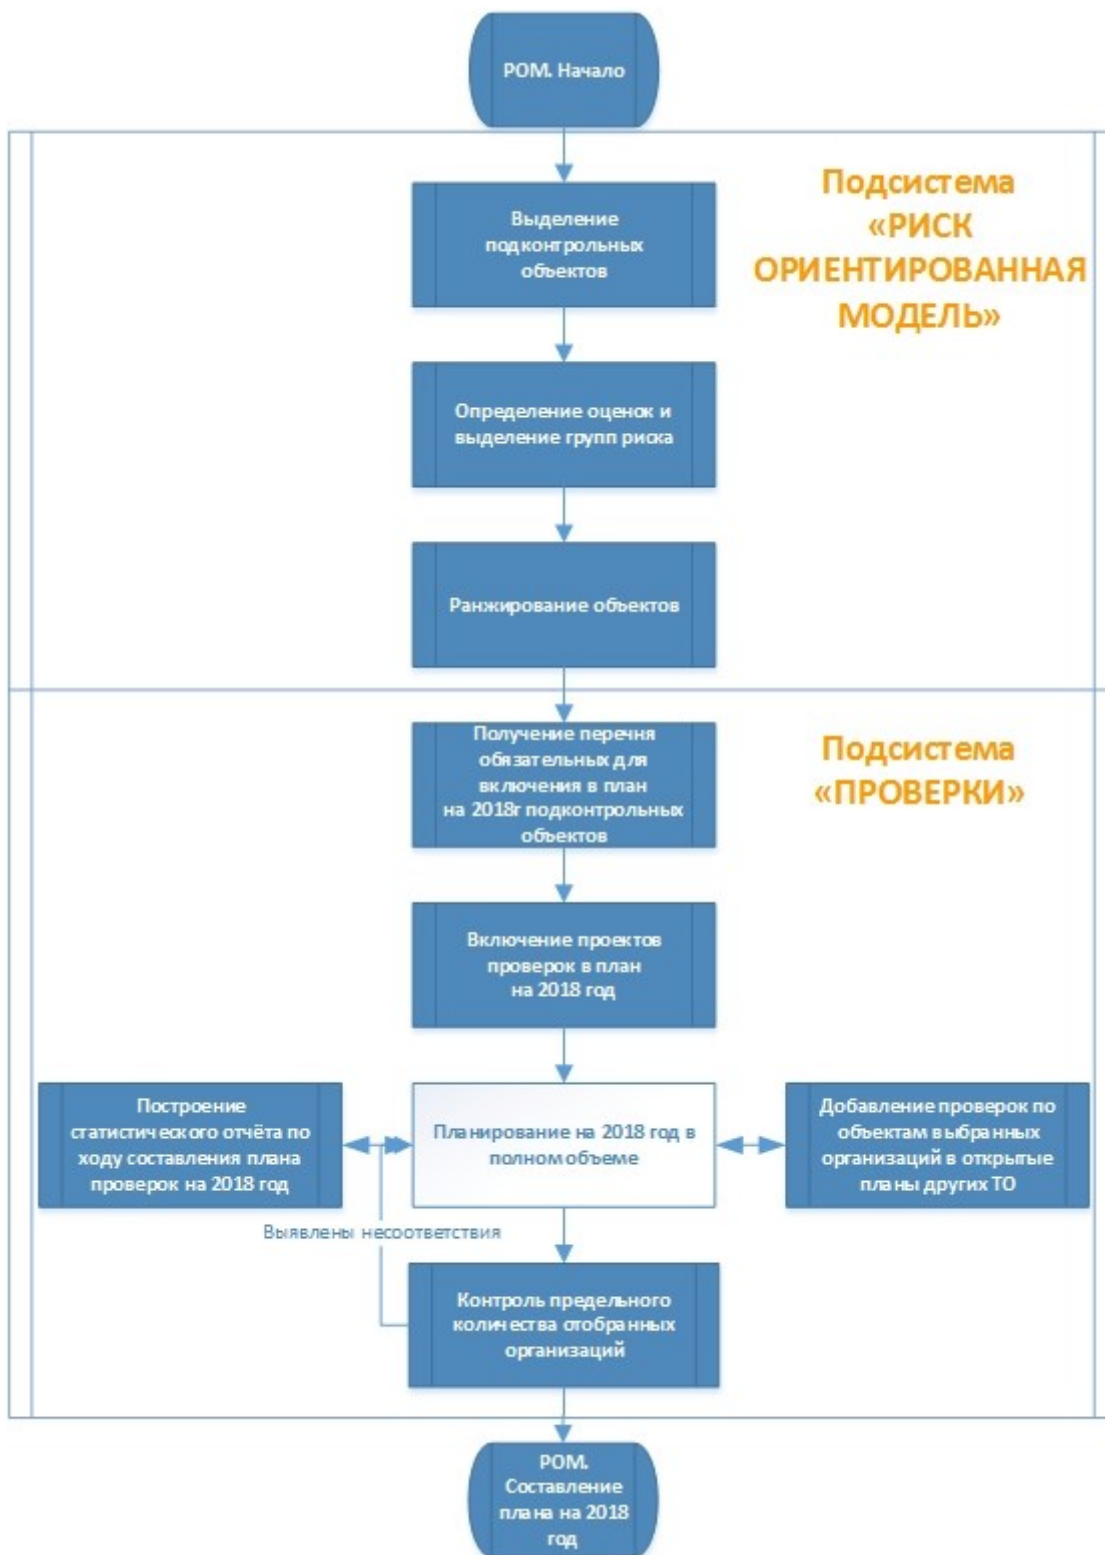 РОМ. Начало
Подсистема
«РИСК
ОРИЕНТИРОВАННАЯ
МОДЕЛЬ»
Выделение
подконтрольных
объектов
Определение оценок и
выделение групп риска
Ранжирование объектов
Подсистема
«ПРОВЕРКИ»
Получение перечня
обязательных для
включения в план
на 2018г подконтрольных
объектов
Включение проектов
проверок в план
на 2018 год
Построение
статистического отчёта по
ходу составления плана
проверок на 2018 год
Планирование на 2018 год в
полном объеме
Добавление проверок по
объектам выбранных
организаций в открытые
планы других ТО
Выявлены несоответствия
Контроль предельного
количества отобранных
организаций
РОМ.
Составление
плана на 2018
год